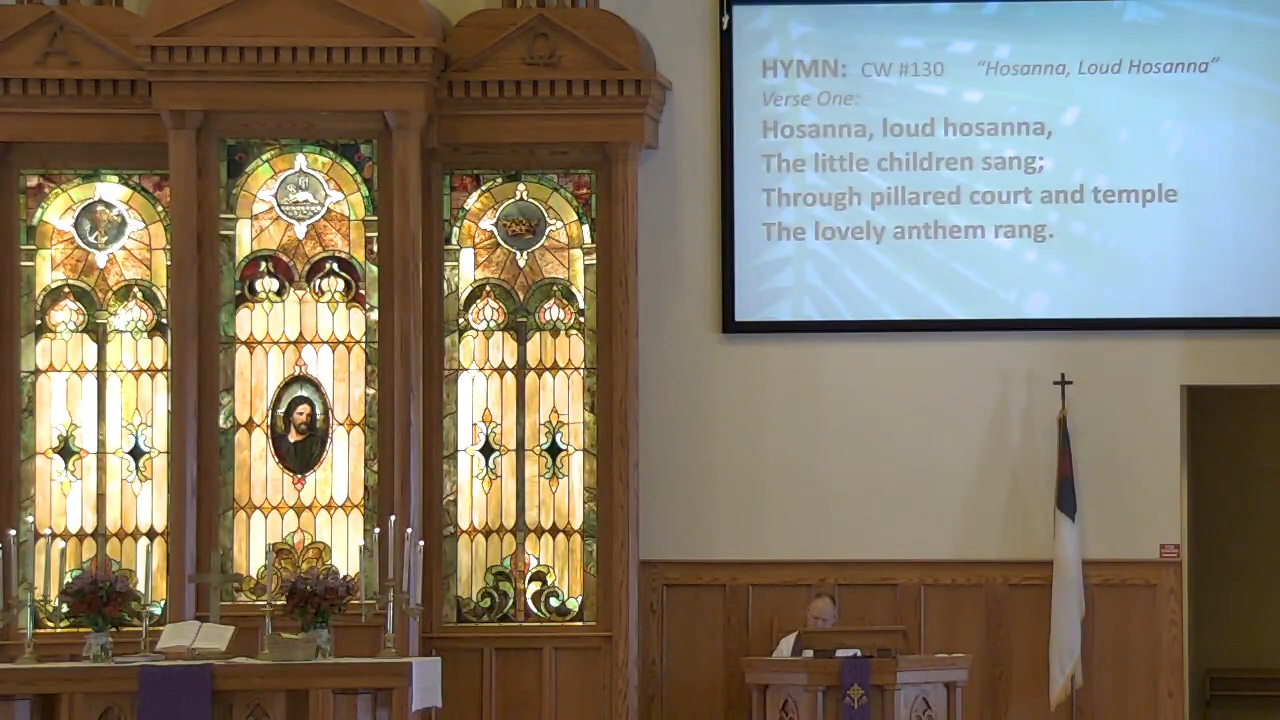 Α
Ω
HYMN: CW #130 "Hosanna, Loud Hosanna"
Verse One:
Hosanna, loud hosanna,
The little children sang;
Through pillared court and temple
The lovely anthem rang.